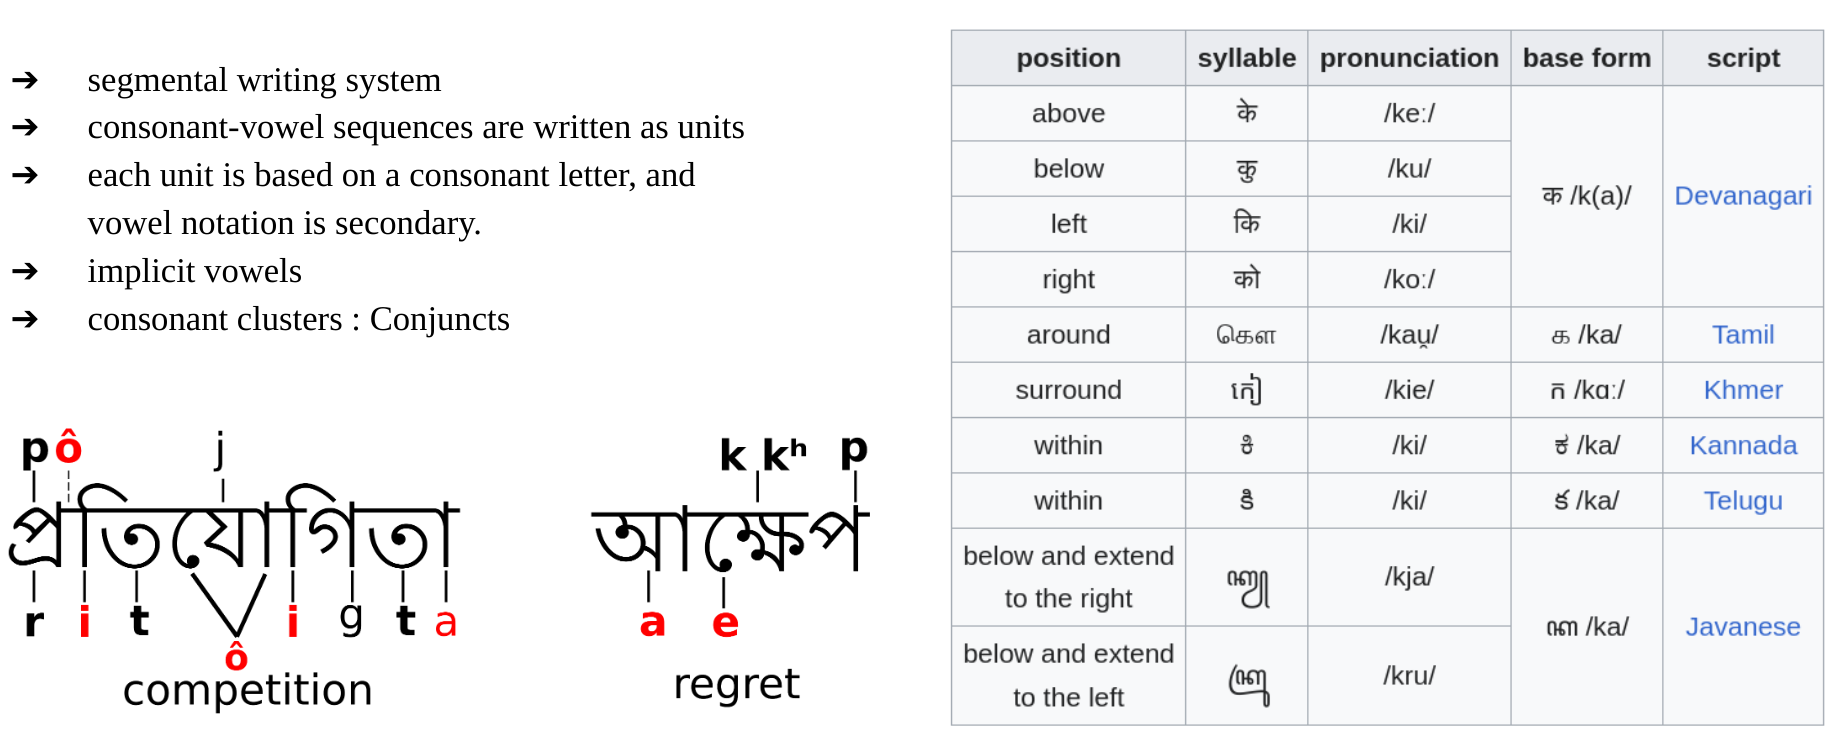 ➔ segmental writing system
➔ consonant-vowel sequences are written as units
➔ each unit is based on a consonant letter, and
vowel notation is secondary.
➔ implicit vowels
➔ consonant clusters : Conjuncts
p ô j
প্রতিযোগিতা
r i t i g t a
ô
competition
k kʰ p
আক্ষেপ
a e
regret
position syllable pronunciation base form script
above के /keː/ क /k(a)/ Devanagari
below कु /ku/
left कि /ki/
right को /koː/
around கௌ /kau̯/ க /ka/ Tamil
surround កៀ /kie/ ក /kɑː/ Khmer
within ಕಿ /ki/ ಕ /ka/ Kannada
within కి /ki/ క /ka/ Telugu
below and extend
to the right ꦏꦾ /kja/ ꦏ /ka/ Javanese
below and extend
to the left ꦏꦿꦸ /kru/